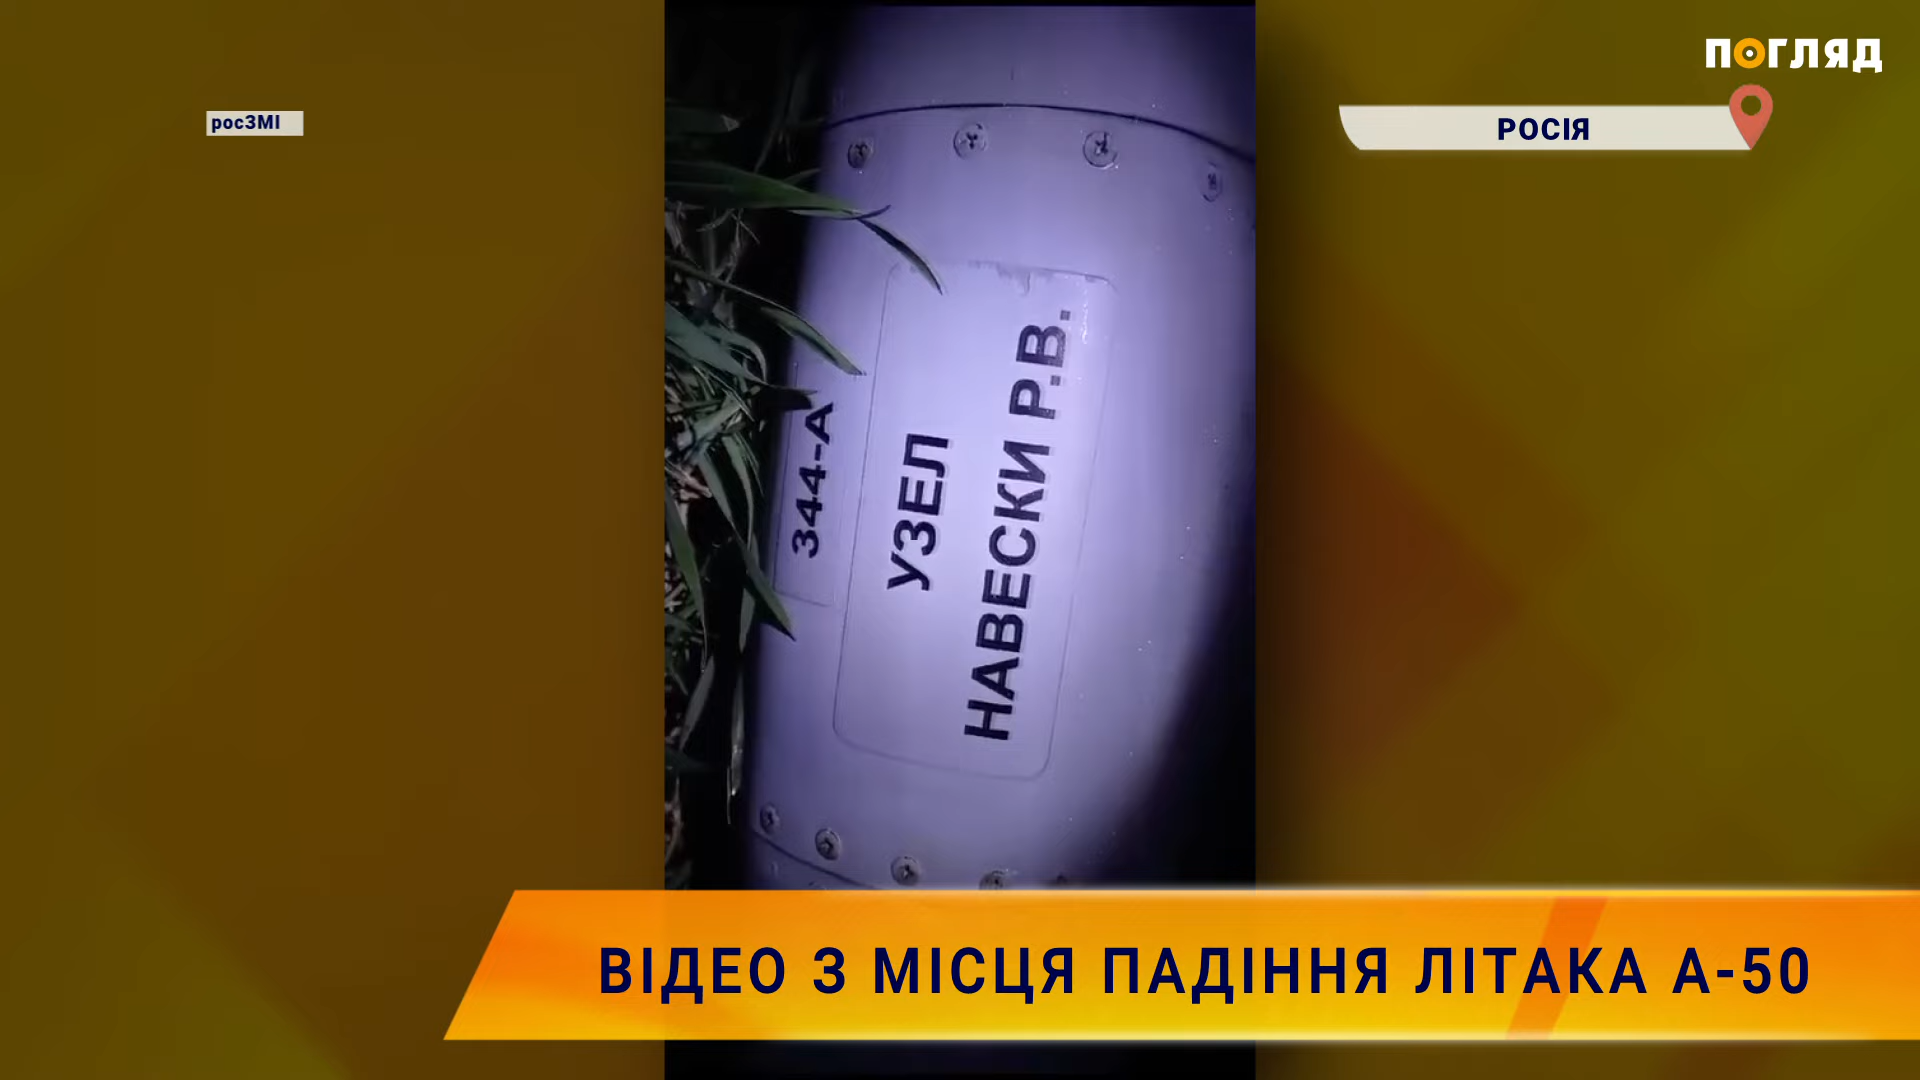 ПОГЛЯД
росЗМІ
РОСІЯ
344-А
УЗЕЛ
НАВЕСКИ Р.В.
ВІДЕО З МІСЦЯ ПАДІННЯ ЛІТАКА А-50